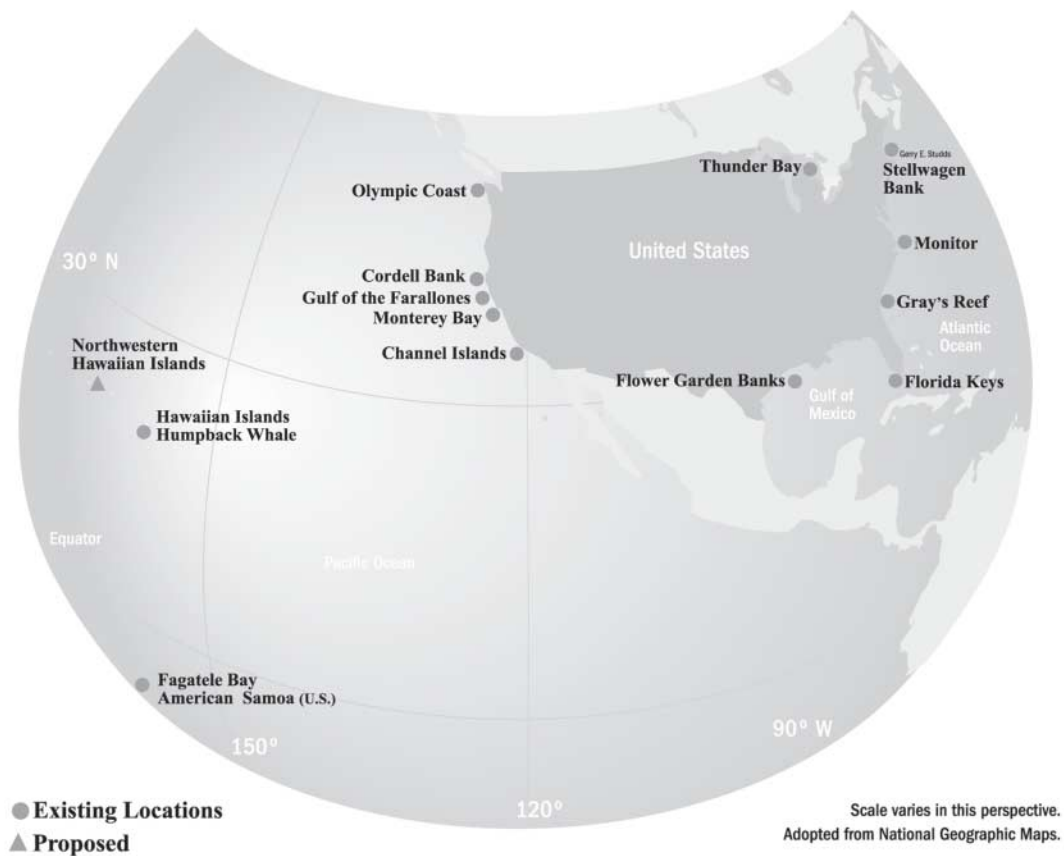 Thunder Bay
Gerry E. Studds
Stellwagen
Bank
Olympic Coast
United States
Monitor
30° N
Cordell Bank
Gulf of the Farallones
Monterey Bay
Gray's Reef
Atlantic
Ocean
Northwestern
Hawaiian Islands
Channel Islands
Flower Garden Banks
Gulf of
Mexico
Florida Keys
Hawaiian Islands
Humpback Whale
Equator
Pacific Ocean
Fagatele Bay
American Samoa (U.S.)
150°
90° W
120°
Existing Locations
Proposed
Scale varies in this perspective.
Adopted from National Geographic Maps.